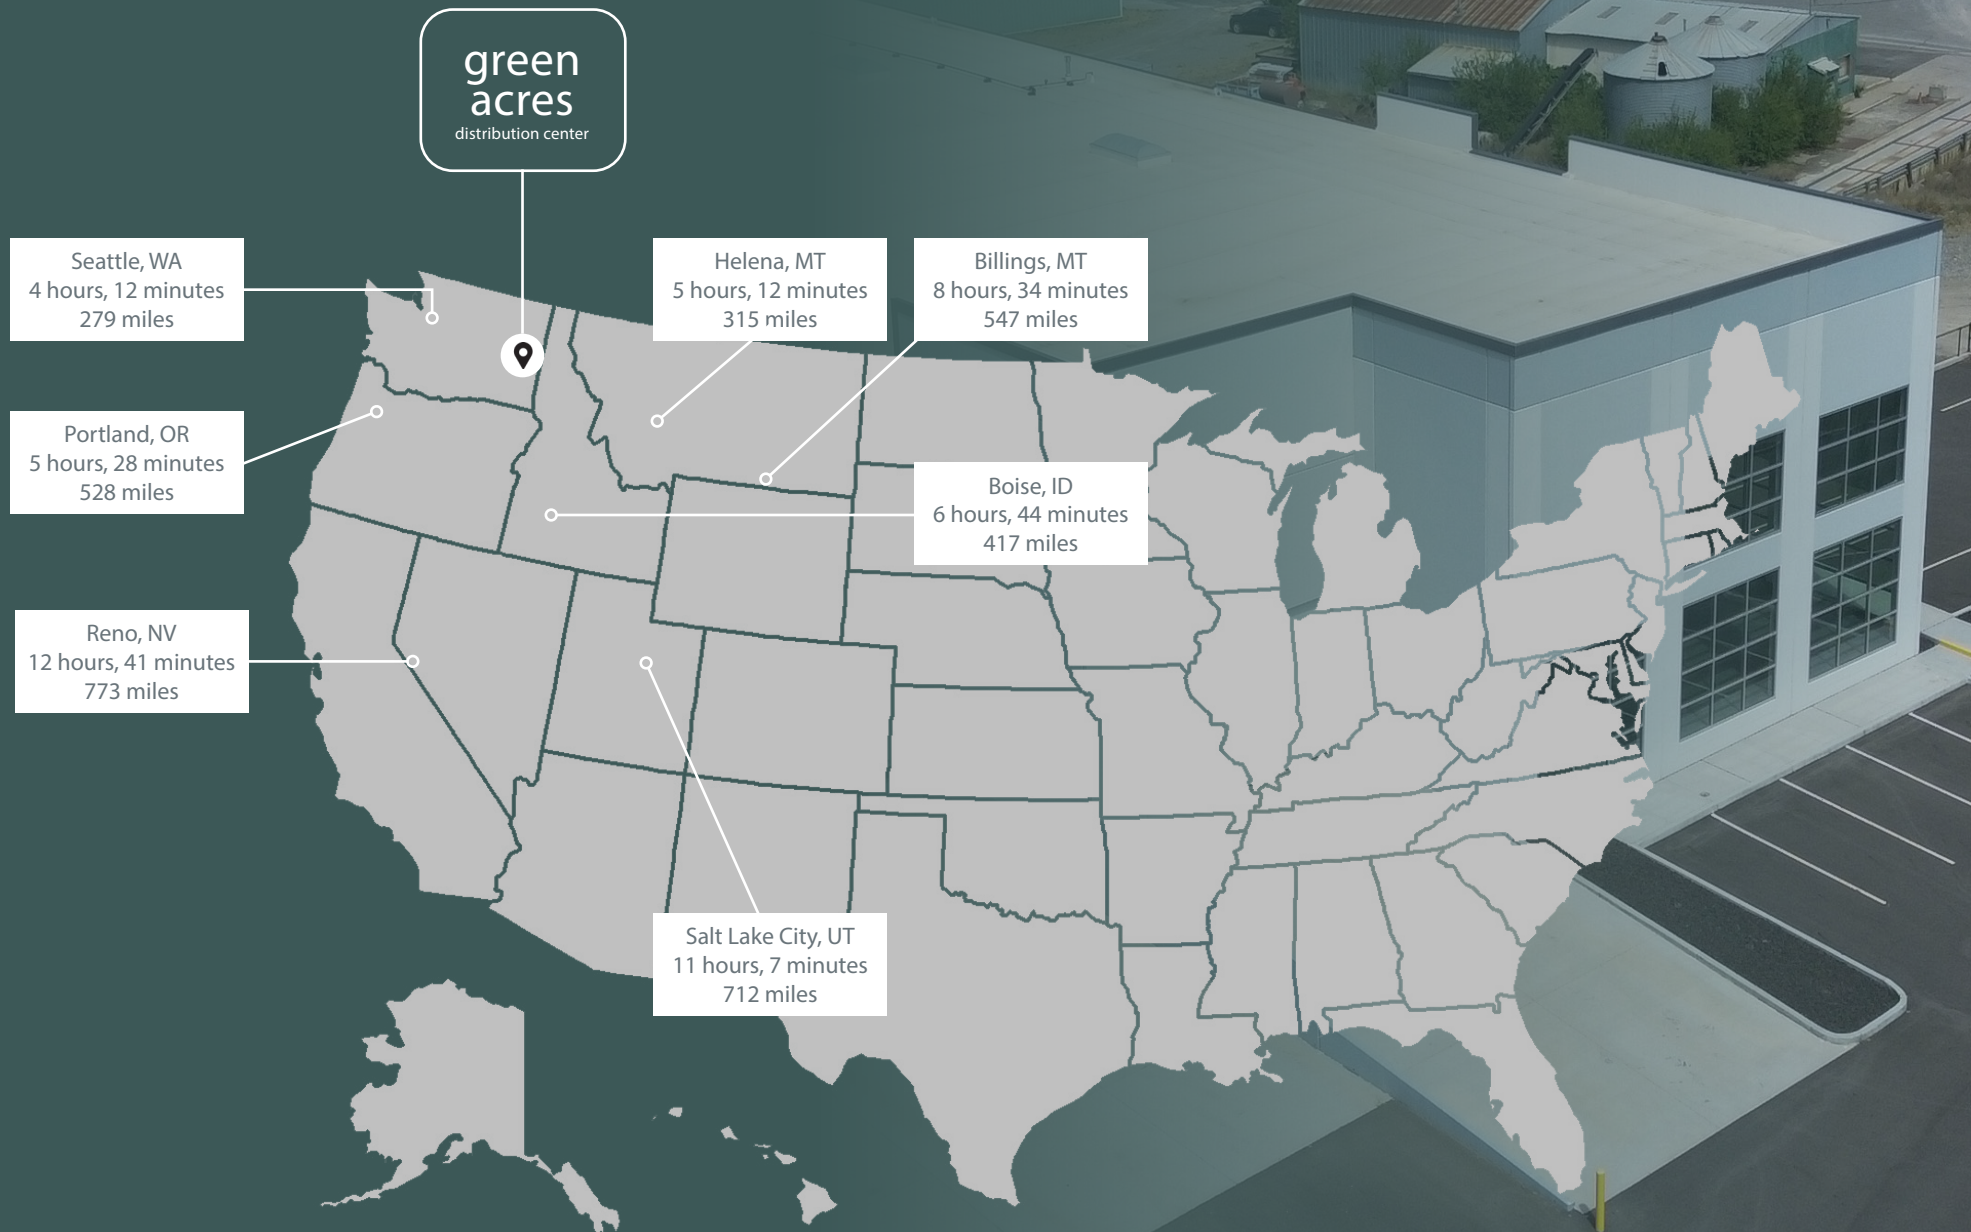 green
acres
distribution center
Seattle, WA
4 hours, 12 minutes
279 miles
Helena, MT
5 hours, 12 minutes
315 miles
Billings, MT
8 hours, 34 minutes
547 miles
Portland, OR
5 hours, 28 minutes
528 miles
Boise, ID
6 hours, 44 minutes
417 miles
Reno, NV
12 hours, 41 minutes
773 miles
Salt Lake City, UT
11 hours, 7 minutes
712 miles